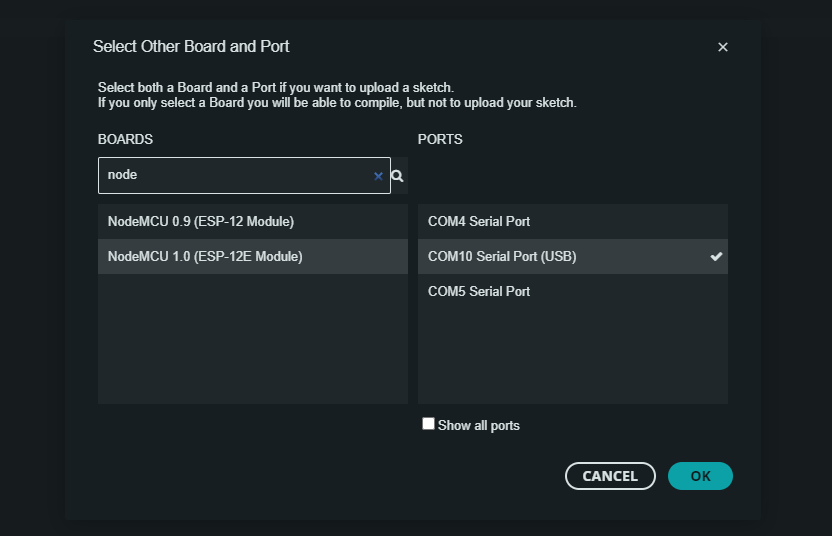 Select Other Board and Port
Select both a Board and a Port if you want to upload a sketch.
If you only select a Board you will be able to compile, but not to upload your sketch.
BOARDS
node
NodeMCU 0.9 (ESP-12 Module)
NodeMCU 1.0 (ESP-12E Module)
PORTS
COM4 Serial Port
COM10 Serial Port (USB)
COM5 Serial Port
Show all ports
CANCEL
OK